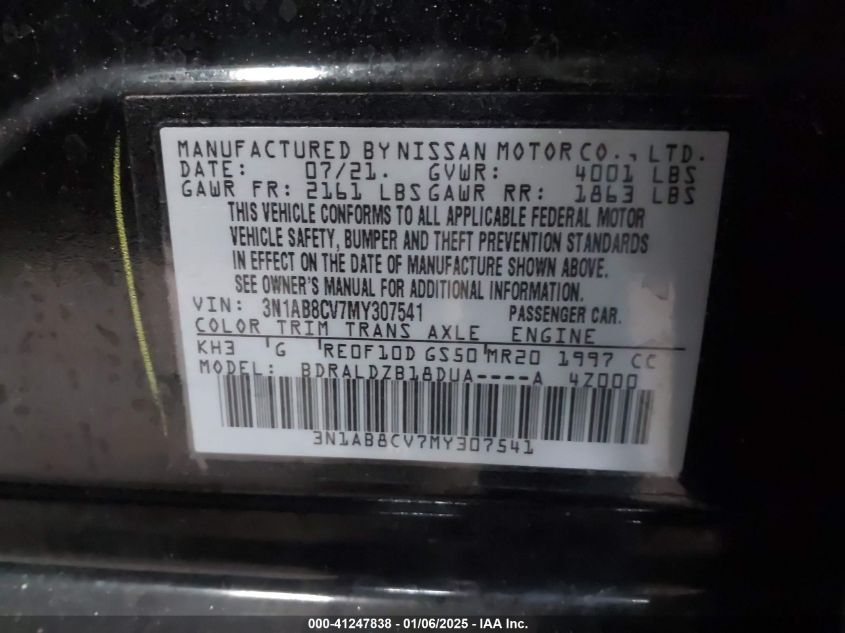 MANUFACTURED BY NISSAN MOTOR CO., LTD.
DATE: 07/21. GVWR: 4001 LBS
GAWR FR: 2161 LBS GAWR RR: 1863 LBS
THIS VEHICLE CONFORMS TO ALL APPLICABLE FEDERAL MOTOR
VEHICLE SAFETY, BUMPER AND THEFT PREVENTION STANDARDS
IN EFFECT ON THE DATE OF MANUFACTURE SHOWN ABOVE.
SEE OWNER'S MANUAL FOR ADDITIONAL INFORMATION.
VIN: 3N1AB8CV7MY307541 PASSENGER CAR.
COLOR TRIM TRANS AXLE ENGINE
KH3 'G 'RE0F10D GS50'MR20 1997 CC
MODEL: BDRALDZB18DUA----A 4Z000
3N1AB8CV7MY307541
000-41247838 - 01/06/2025 - IAA Inc.